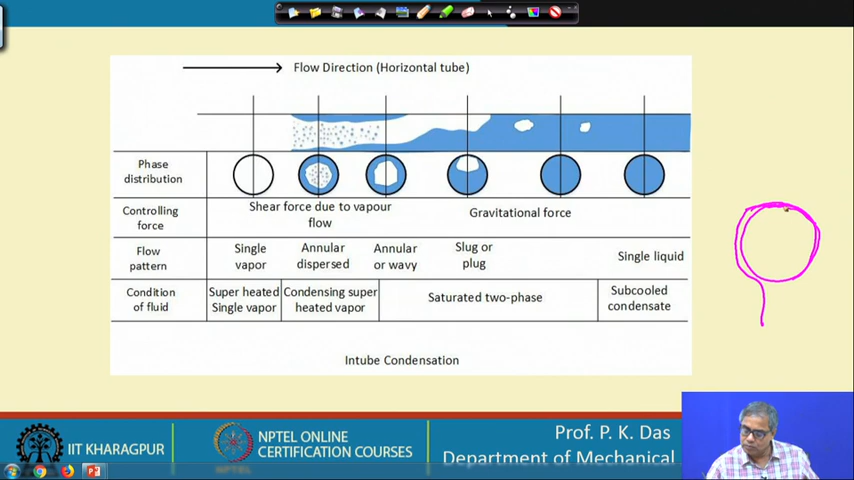 Flow Direction (Horizontal tube)
Phase
distribution
Controlling
force
Shear force due to vapour
flow
Gravitational force
Flow
pattern
Single
vapor
Annular
dispersed
Annular
or wavy
Slug or
plug
Single liquid
Condition
of fluid
Super heated
Single vapor
Condensing super
heated vapor
Saturated two-phase
Subcooled
condensate
Intube Condensation
IIT KHARAGPUR
NPTEL
NPTEL ONLINE
CERTIFICATION COURSES
Prof. P. K. Das
Department of Mechanical